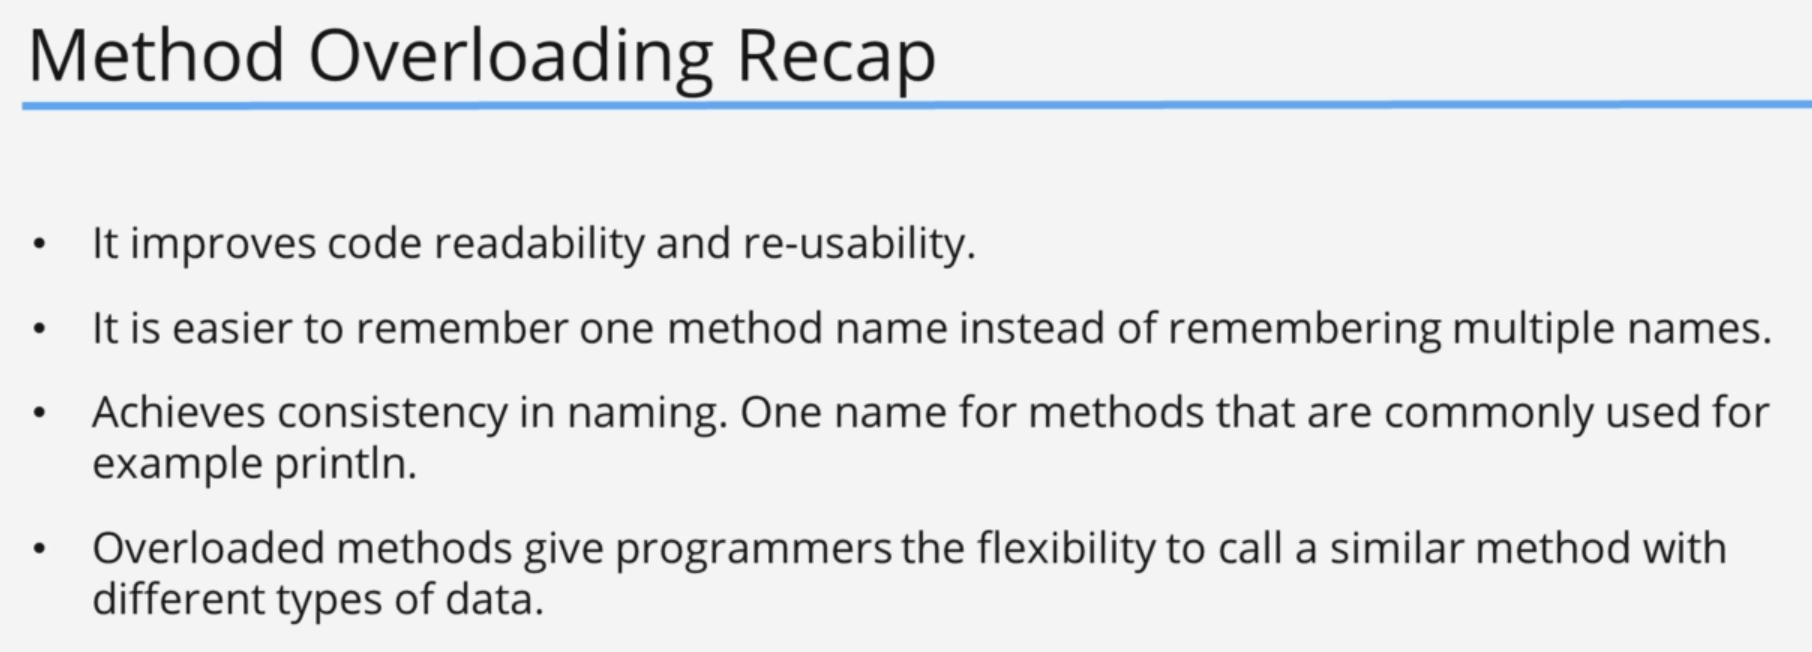 Method Overloading Recap
• It improves code readability and re-usability.
• It is easier to remember one method name instead of remembering multiple names.
• Achieves consistency in naming. One name for methods that are commonly used for
example println.
• Overloaded methods give programmers the flexibility to call a similar method with
different types of data.